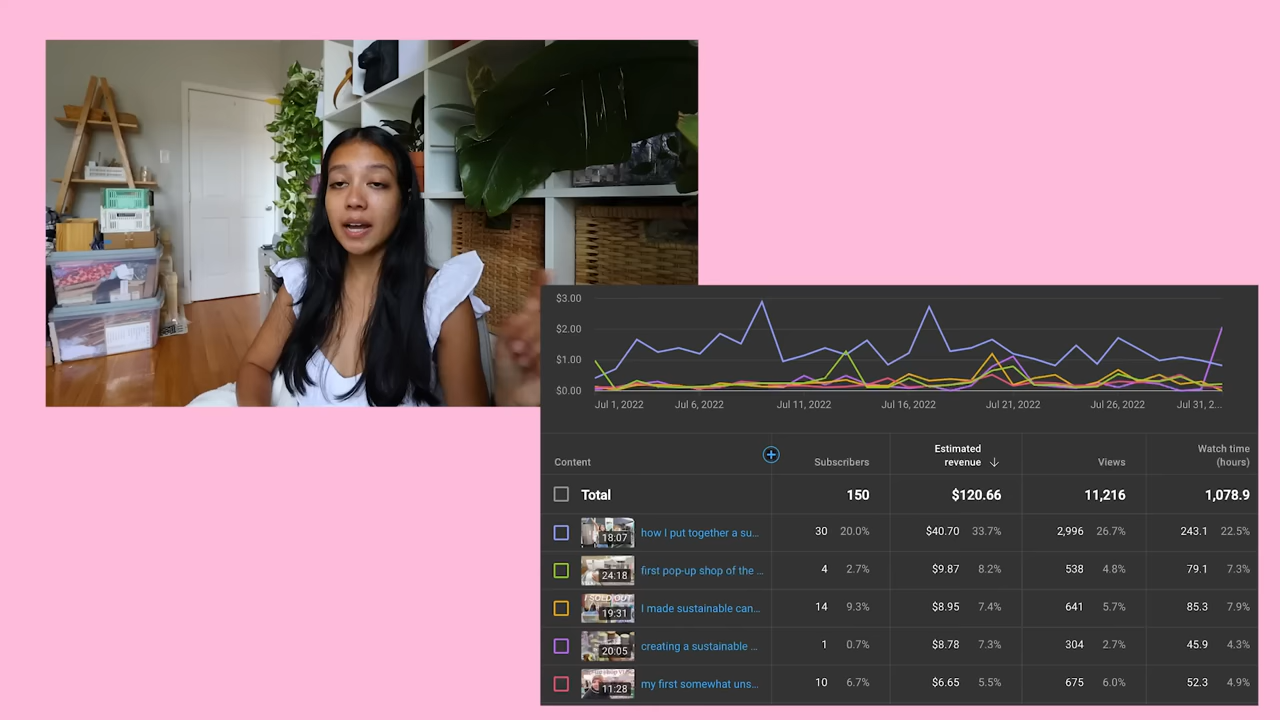 $3.00
$2.00
$1.00
$0.00
Jul 1, 2022 Jul 6, 2022 Jul 11, 2022 Jul 16, 2022 Jul 21, 2022 Jul 26, 2022 Jul 31, 2...
Content Subscribers Estimated revenue Views Watch time (hours)
Total 150 $120.66 11,216 1,078.9
18:07 how I put together a su... 30 20.0% $40.70 33.7% 2,996 26.7% 243.1 22.5%
24:18 first pop-up shop of the ... 4 2.7% $9.87 8.2% 538 4.8% 79.1 7.3%
I SOLD OUT 19:31 I made sustainable can... 14 9.3% $8.95 7.4% 641 5.7% 85.3 7.9%
20:05 creating a sustainable ... 1 0.7% $8.78 7.3% 304 2.7% 45.9 4.3%
11:28 my first somewhat uns... 10 6.7% $6.65 5.5% 675 6.0% 52.3 4.9%